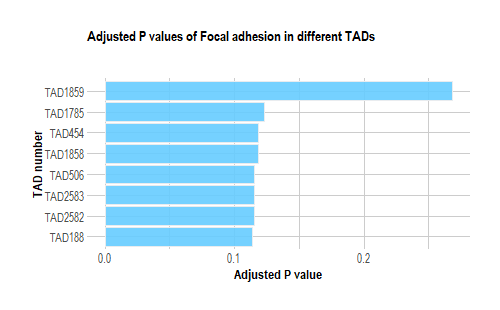 Adjusted P values of Focal adhesion in different TADs
TAD number
TAD1859
TAD1785
TAD454
TAD1858
TAD506
TAD2583
TAD2582
TAD188
0.0 0.1 0.2
Adjusted P value